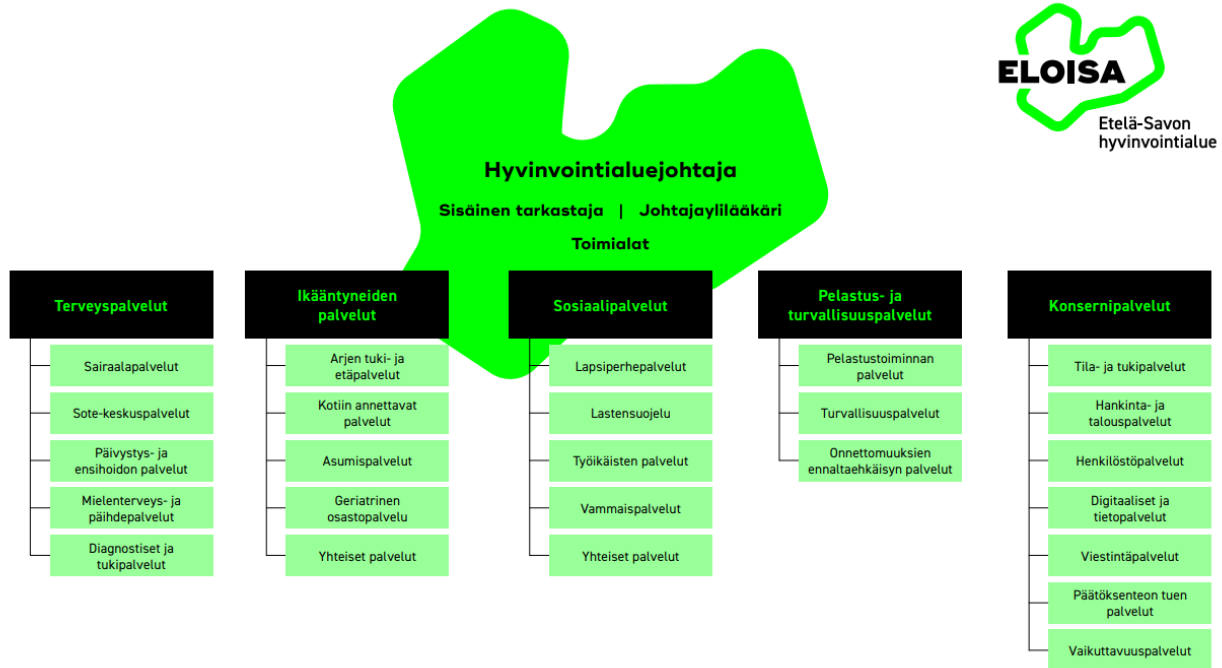 ELOISA
Etelä-Savon
hyvinvointialue
Hyvinvointialuejohtaja
Sisäinen tarkastaja | Johtajaylilääkäri
Toimialat
Terveyspalvelut
Sairaalapalvelut
Sote-keskuspalvelut
Päivystys- ja
ensihoidon palvelut
Mielenterveys- ja
päihdepalvelut
Diagnostiset ja
tukipalvelut
Ikääntyneiden
palvelut
Arjen tuki- ja
etäpalvelut
Kotiin annettavat
palvelut
Asumispalvelut
Geriatrinen
osastopalvelu
Yhteiset palvelut
Sosiaalipalvelut
Lapsiperhepalvelut
Lastensuojelu
Työikäisten palvelut
Vammaispalvelut
Yhteiset palvelut
Pelastus- ja
turvallisuuspalvelut
Pelastustoiminnan
palvelut
Turvallisuuspalvelut
Onnettomuuksien
ennaltaehkäisyn palvelut
Konsernipalvelut
Tila- ja tukipalvelut
Hankinta- ja
talouspalvelut
Henkilöstöpalvelut
Digitaaliset ja
tietopalvelut
Viestintäpalvelut
Päätöksenteon tuen
palvelut
Vaikuttavuuspalvelut